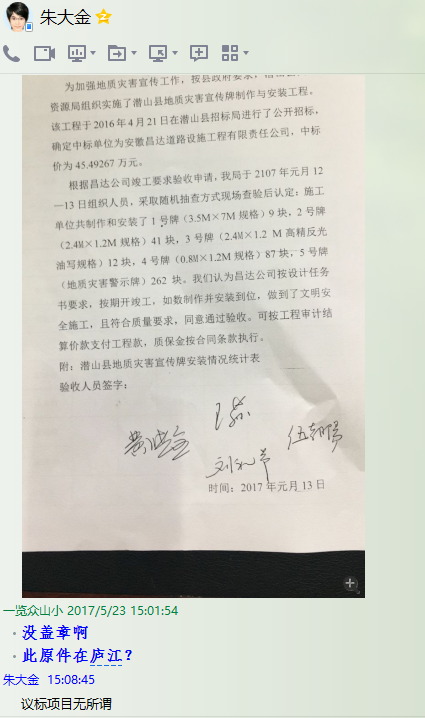 朱大金
为加强地质灾害宣传工作，按县政府要求，潜山县
资源局组织实施了潜山县地质灾害宣传牌制作与安装工程。
该工程于2016年4月21日在潜山县招标局进行了公开招标，
确定中标单位为安徽昌达道路设施工程有限责任公司，中标
价为45.49267万元。
根据昌达公司竣工要求验收申请，我局于2107年元月12
—13日组织人员，采取随机抽查方式现场查验后认定：施工
单位共制作和安装了1号牌（3.5M×7M规格）9块，2号牌
（2.4M×1.2M规格）41块，3号牌（2.4M×1.2 M高精反光
油写规格）12块，4号牌（0.8M×1.2M规格）87块，5号牌
（地质灾害警示牌）262 块。我们认为昌达公司按设计任务
书要求，按期开竣工，如数制作并安装到位，做到了文明安
全施工，且符合质量要求，同意通过验收。可按工程审计结
算价款支付工程款，质保金按合同条款执行。
附：潜山县地质灾害宣传牌安装情况统计表
验收人员签字：
时间：2017年元月13日
一览众山小 2017/5/23 15:01:54
没盖章啊
此原件在庐江？
朱大金 15:08:45
议标项目无所谓